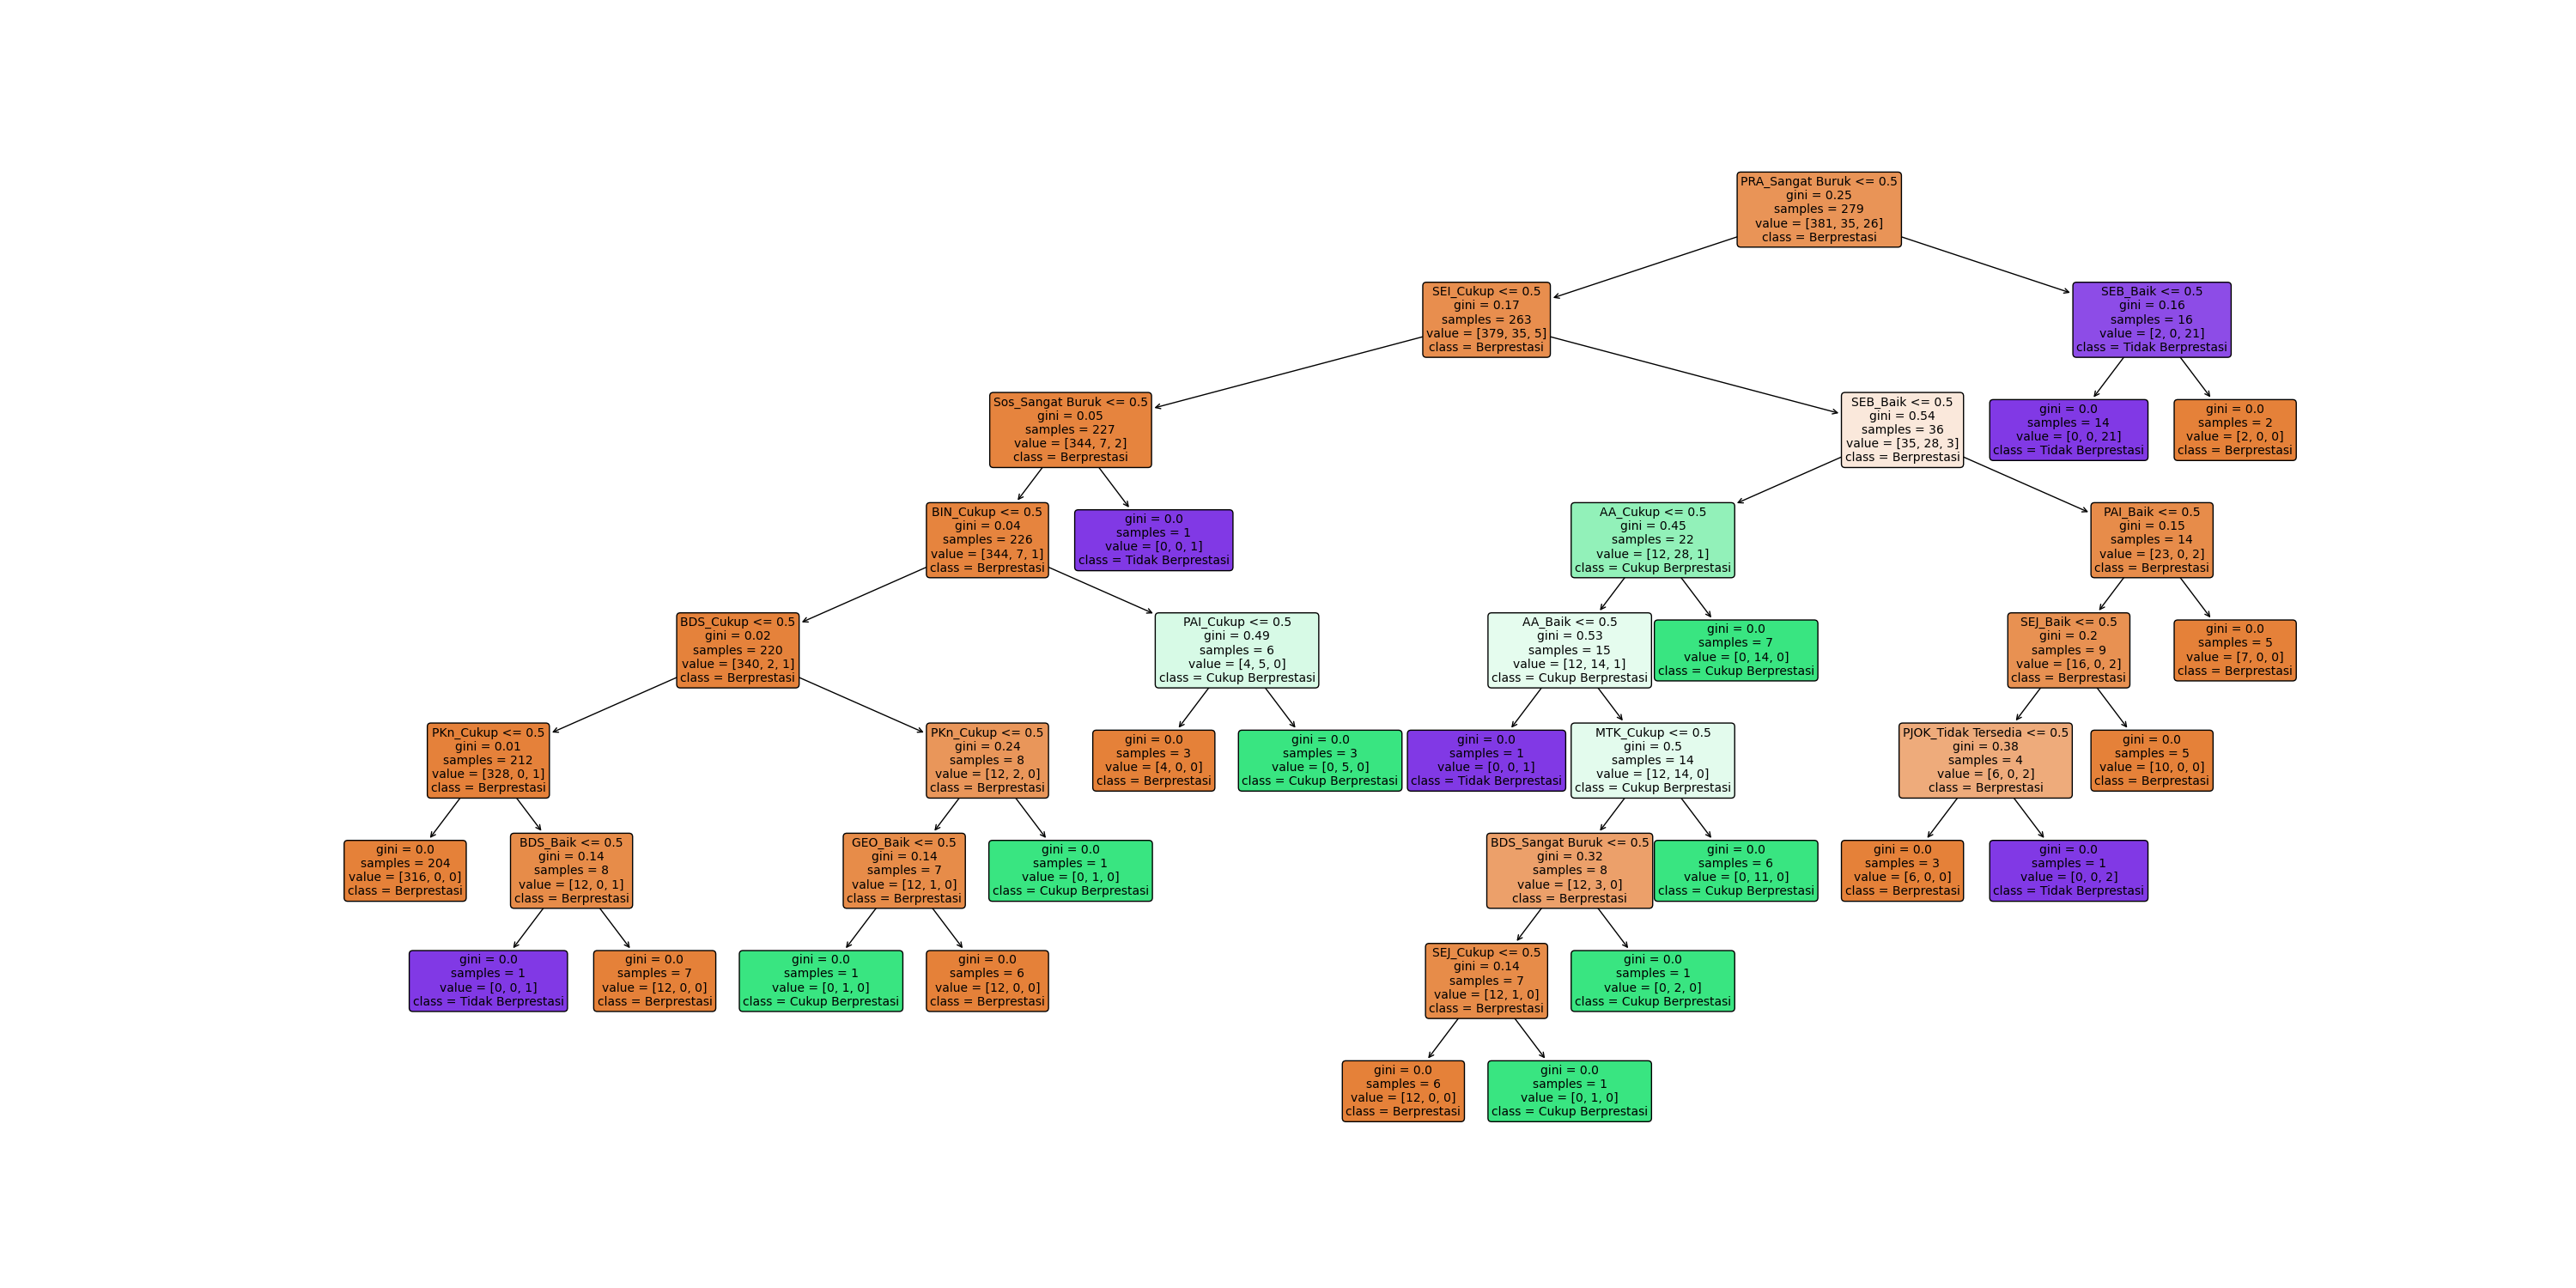 PRA_Sangat Buruk <= 0.5
gini = 0.25
samples = 279
value = [381, 35, 26]
class = Berprestasi
SEI_Cukup <= 0.5
gini = 0.17
samples = 263
value = [379, 35, 5]
class = Berprestasi
SEB_Baik <= 0.5
gini = 0.16
samples = 16
value = [2, 0, 21]
class = Tidak Berprestasi
Sos_Sangat Buruk <= 0.5
gini = 0.05
samples = 227
value = [344, 7, 2]
class = Berprestasi
SEB_Baik <= 0.5
gini = 0.54
samples = 36
value = [35, 28, 3]
class = Berprestasi
gini = 0.0
samples = 14
value = [0, 0, 21]
class = Tidak Berprestasi
gini = 0.0
samples = 2
value = [2, 0, 0]
class = Berprestasi
BIN_Cukup <= 0.5
gini = 0.04
samples = 226
value = [344, 7, 1]
class = Berprestasi
gini = 0.0
samples = 1
value = [0, 0, 1]
class = Tidak Berprestasi
AA_Cukup <= 0.5
gini = 0.45
samples = 22
value = [12, 28, 1]
class = Cukup Berprestasi
PAI_Baik <= 0.5
gini = 0.15
samples = 14
value = [23, 0, 2]
class = Berprestasi
BDS_Cukup <= 0.5
gini = 0.02
samples = 220
value = [340, 2, 1]
class = Berprestasi
PAI_Cukup <= 0.5
gini = 0.49
samples = 6
value = [4, 5, 0]
class = Cukup Berprestasi
AA_Baik <= 0.5
gini = 0.53
samples = 15
value = [12, 14, 1]
class = Cukup Berprestasi
gini = 0.0
samples = 7
value = [0, 14, 0]
class = Cukup Berprestasi
SEJ_Baik <= 0.5
gini = 0.2
samples = 9
value = [16, 0, 2]
class = Berprestasi
gini = 0.0
samples = 5
value = [7, 0, 0]
class = Berprestasi
PKn_Cukup <= 0.5
gini = 0.01
samples = 212
value = [328, 0, 1]
class = Berprestasi
PKn_Cukup <= 0.5
gini = 0.24
samples = 8
value = [12, 2, 0]
class = Berprestasi
gini = 0.0
samples = 3
value = [4, 0, 0]
class = Berprestasi
gini = 0.0
samples = 3
value = [0, 5, 0]
class = Cukup Berprestasi
gini = 0.0
samples = 1
value = [0, 0, 1]
class = Tidak Berprestasi
MTK_Cukup <= 0.5
gini = 0.5
samples = 14
value = [12, 14, 0]
class = Cukup Berprestasi
PJOK_Tidak Tersedia <= 0.5
gini = 0.38
samples = 4
value = [6, 0, 2]
class = Berprestasi
gini = 0.0
samples = 5
value = [10, 0, 0]
class = Berprestasi
gini = 0.0
samples = 204
value = [316, 0, 0]
class = Berprestasi
BDS_Baik <= 0.5
gini = 0.14
samples = 8
value = [12, 0, 1]
class = Berprestasi
GEO_Baik <= 0.5
gini = 0.14
samples = 7
value = [12, 1, 0]
class = Berprestasi
gini = 0.0
samples = 1
value = [0, 1, 0]
class = Cukup Berprestasi
BDS_Sangat Buruk <= 0.5
gini = 0.32
samples = 8
value = [12, 3, 0]
class = Berprestasi
gini = 0.0
samples = 6
value = [0, 11, 0]
class = Cukup Berprestasi
gini = 0.0
samples = 3
value = [6, 0, 0]
class = Berprestasi
gini = 0.0
samples = 1
value = [0, 0, 2]
class = Tidak Berprestasi
gini = 0.0
samples = 1
value = [0, 0, 1]
class = Tidak Berprestasi
gini = 0.0
samples = 7
value = [12, 0, 0]
class = Berprestasi
gini = 0.0
samples = 1
value = [0, 1, 0]
class = Cukup Berprestasi
gini = 0.0
samples = 6
value = [12, 0, 0]
class = Berprestasi
SEJ_Cukup <= 0.5
gini = 0.14
samples = 7
value = [12, 1, 0]
class = Berprestasi
gini = 0.0
samples = 1
value = [0, 2, 0]
class = Cukup Berprestasi
gini = 0.0
samples = 6
value = [12, 0, 0]
class = Berprestasi
gini = 0.0
samples = 1
value = [0, 1, 0]
class = Cukup Berprestasi